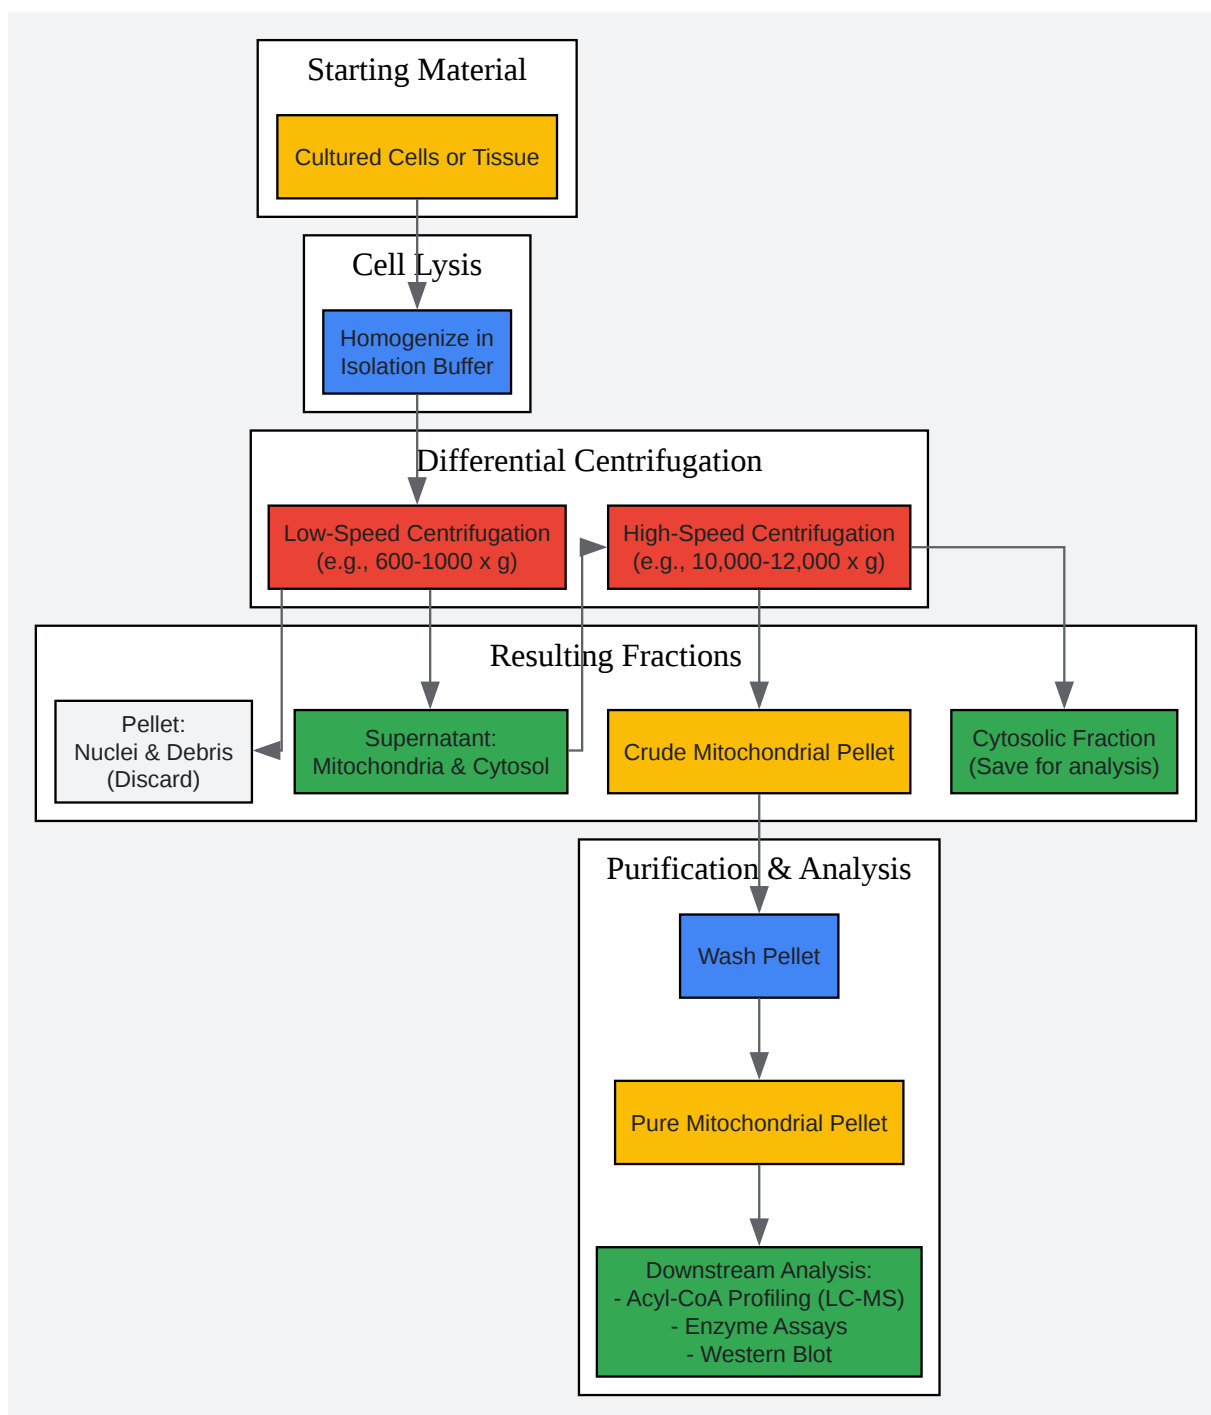 Starting Material
Cultured Cells or Tissue
Cell Lysis
Homogenize in
Isolation Buffer
Differential Centrifugation
Low-Speed Centrifugation
(e.g., 600-1000 x g)
High-Speed Centrifugation
(e.g., 10,000-12,000 x g)
Resulting Fractions
Pellet:
Nuclei & Debris
(Discard)
Supernatant:
Mitochondria & Cytosol
Crude Mitochondrial Pellet
Cytosolic Fraction
(Save for analysis)
Purification & Analysis
Wash Pellet
Pure Mitochondrial Pellet
Downstream Analysis:
- Acyl-CoA Profiling (LC-MS)
- Enzyme Assays
- Western Blot